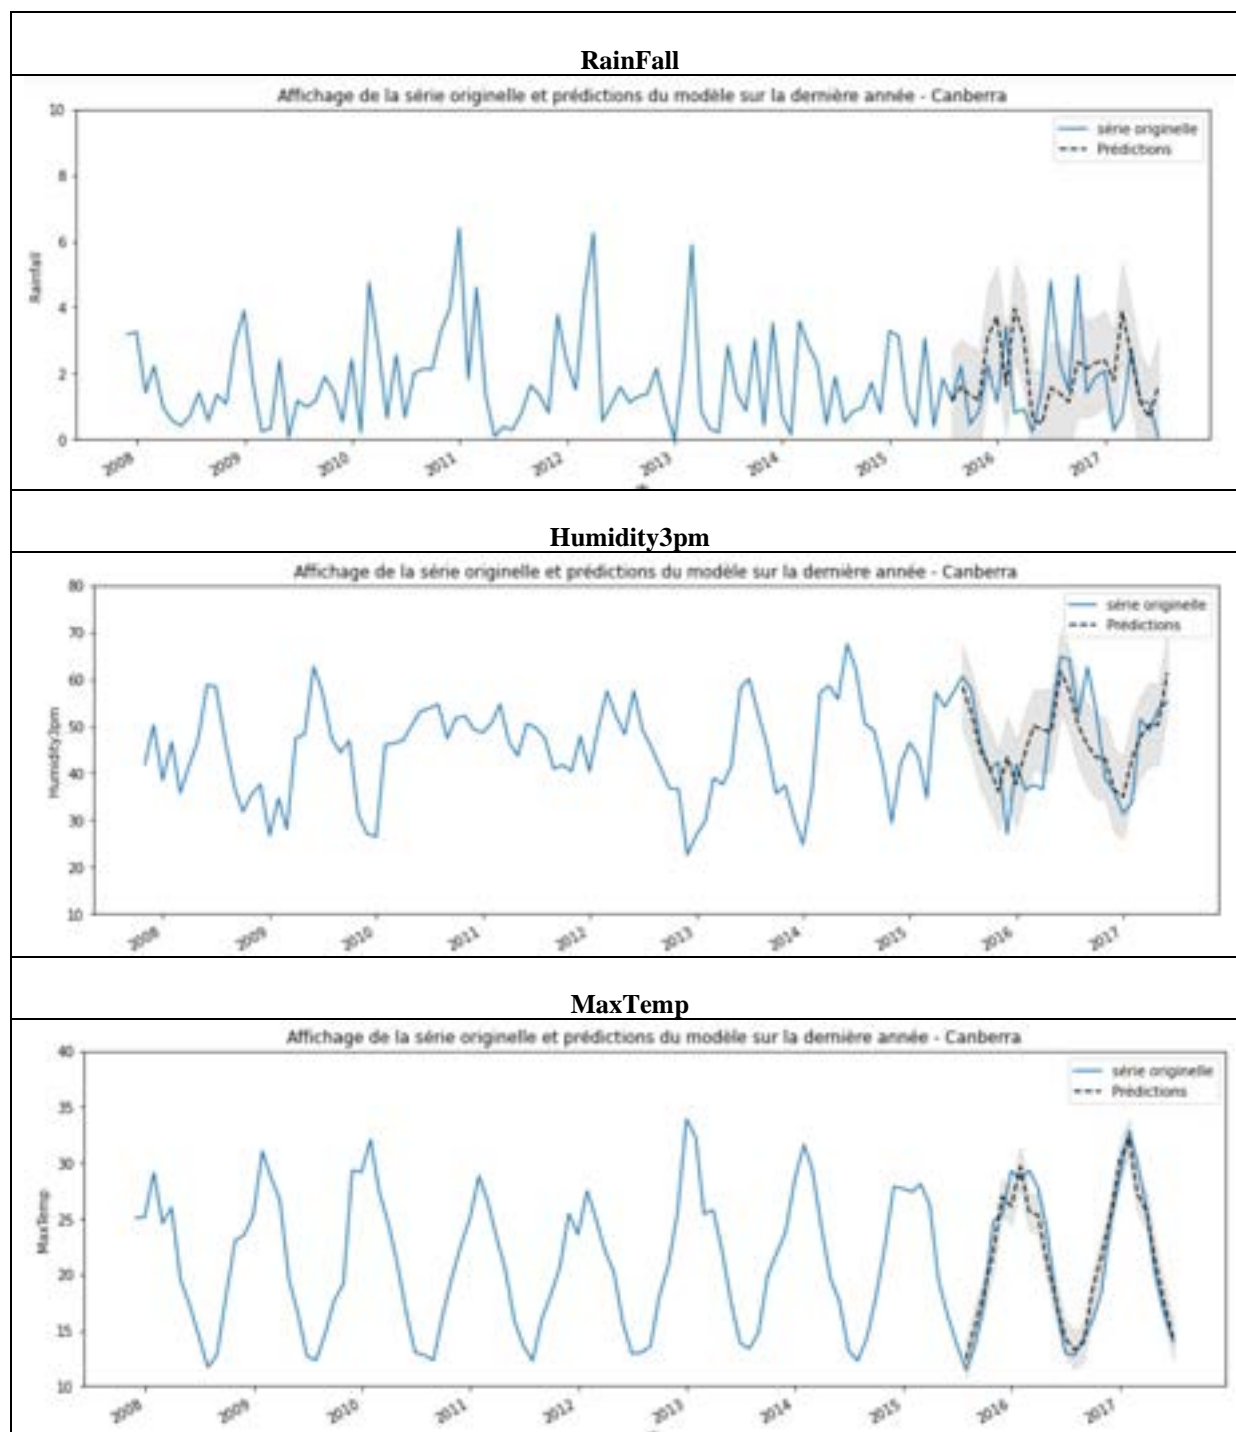 RainFall
Affichage de la série originelle et prédictions du modèle sur la dernière année - Canberra
10
série originelle
Prédictions
8
6
Rainfall
4
2
0
2008 2009 2010 2011 2012 2013 2014 2015 2016 2017
Humidity3pm
Affichage de la série originelle et prédictions du modèle sur la dernière année - Canberra
80
série originelle
Prédictions
70
60
50
Humidity3pm
40
30
20
10
2008 2009 2010 2011 2012 2013 2014 2015 2016 2017
MaxTemp
Affichage de la série originelle et prédictions du modèle sur la dernière année - Canberra
40
série originelle
Prédictions
35
30
25
MaxTemp
20
15
10
2008 2009 2010 2011 2012 2013 2014 2015 2016 2017